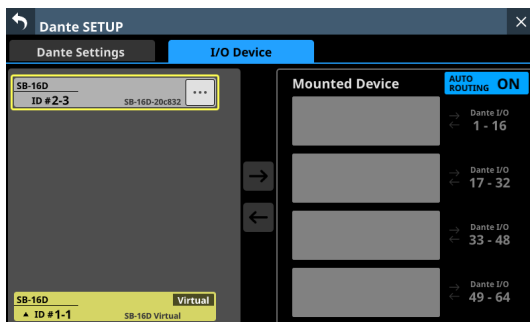 Dante SETUP
Dante Settings
I/O Device
SB-16D
ID #2-3
SB-16D-20c832
...
Mounted Device
AUTO ROUTING ON
Dante I/O
1 - 16
Dante I/O
17 - 32
Dante I/O
33 - 48
Dante I/O
49 - 64
SB-16D
Virtual
ID #1-1
SB-16D Virtual